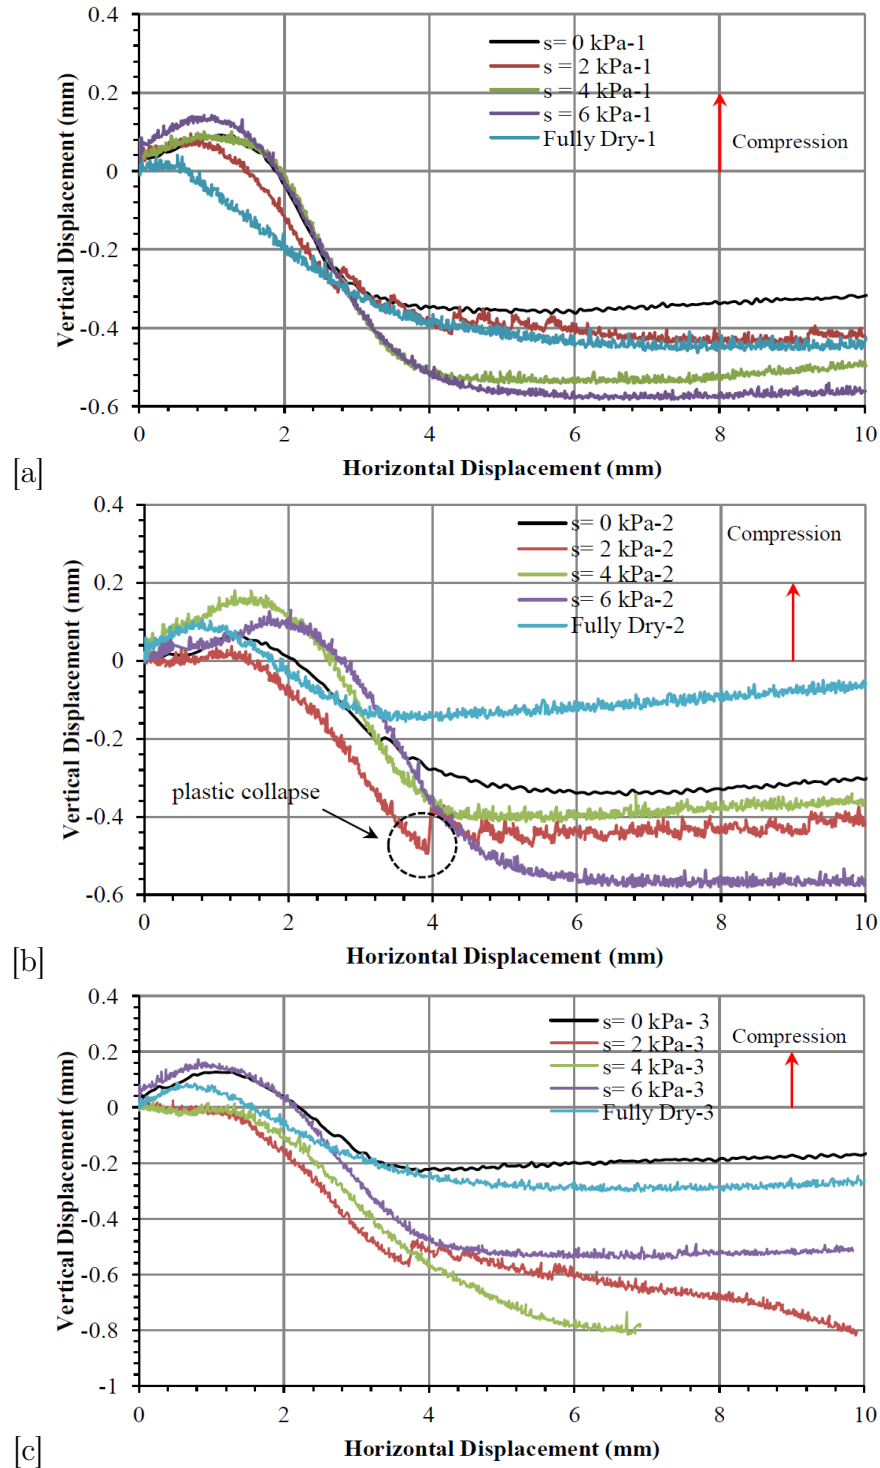 0.4
0.2
0
-0.2
-0.4
-0.6
Vertical Displacement (mm)
s= 0 kPa-1
s = 2 kPa-1
s = 4 kPa-1
s = 6 kPa-1
Fully Dry-1
Compression
0 2 4 6 8 10
Horizontal Displacement (mm)
[a]
0.4
0.2
0
-0.2
-0.4
-0.6
Vertical Displacement (mm)
s= 0 kPa-2
s= 2 kPa-2
s= 4 kPa-2
s= 6 kPa-2
Fully Dry-2
Compression
plastic collapse
0 2 4 6 8 10
Horizontal Displacement (mm)
[b]
0.4
0.2
0
-0.2
-0.4
-0.6
-0.8
-1
Vertical Displacement (mm)
s= 0 kPa- 3
s= 2 kPa-3
s= 4 kPa-3
s= 6 kPa-3
Fully Dry-3
Compression
0 2 4 6 8 10
Horizontal Displacement (mm)
[c]